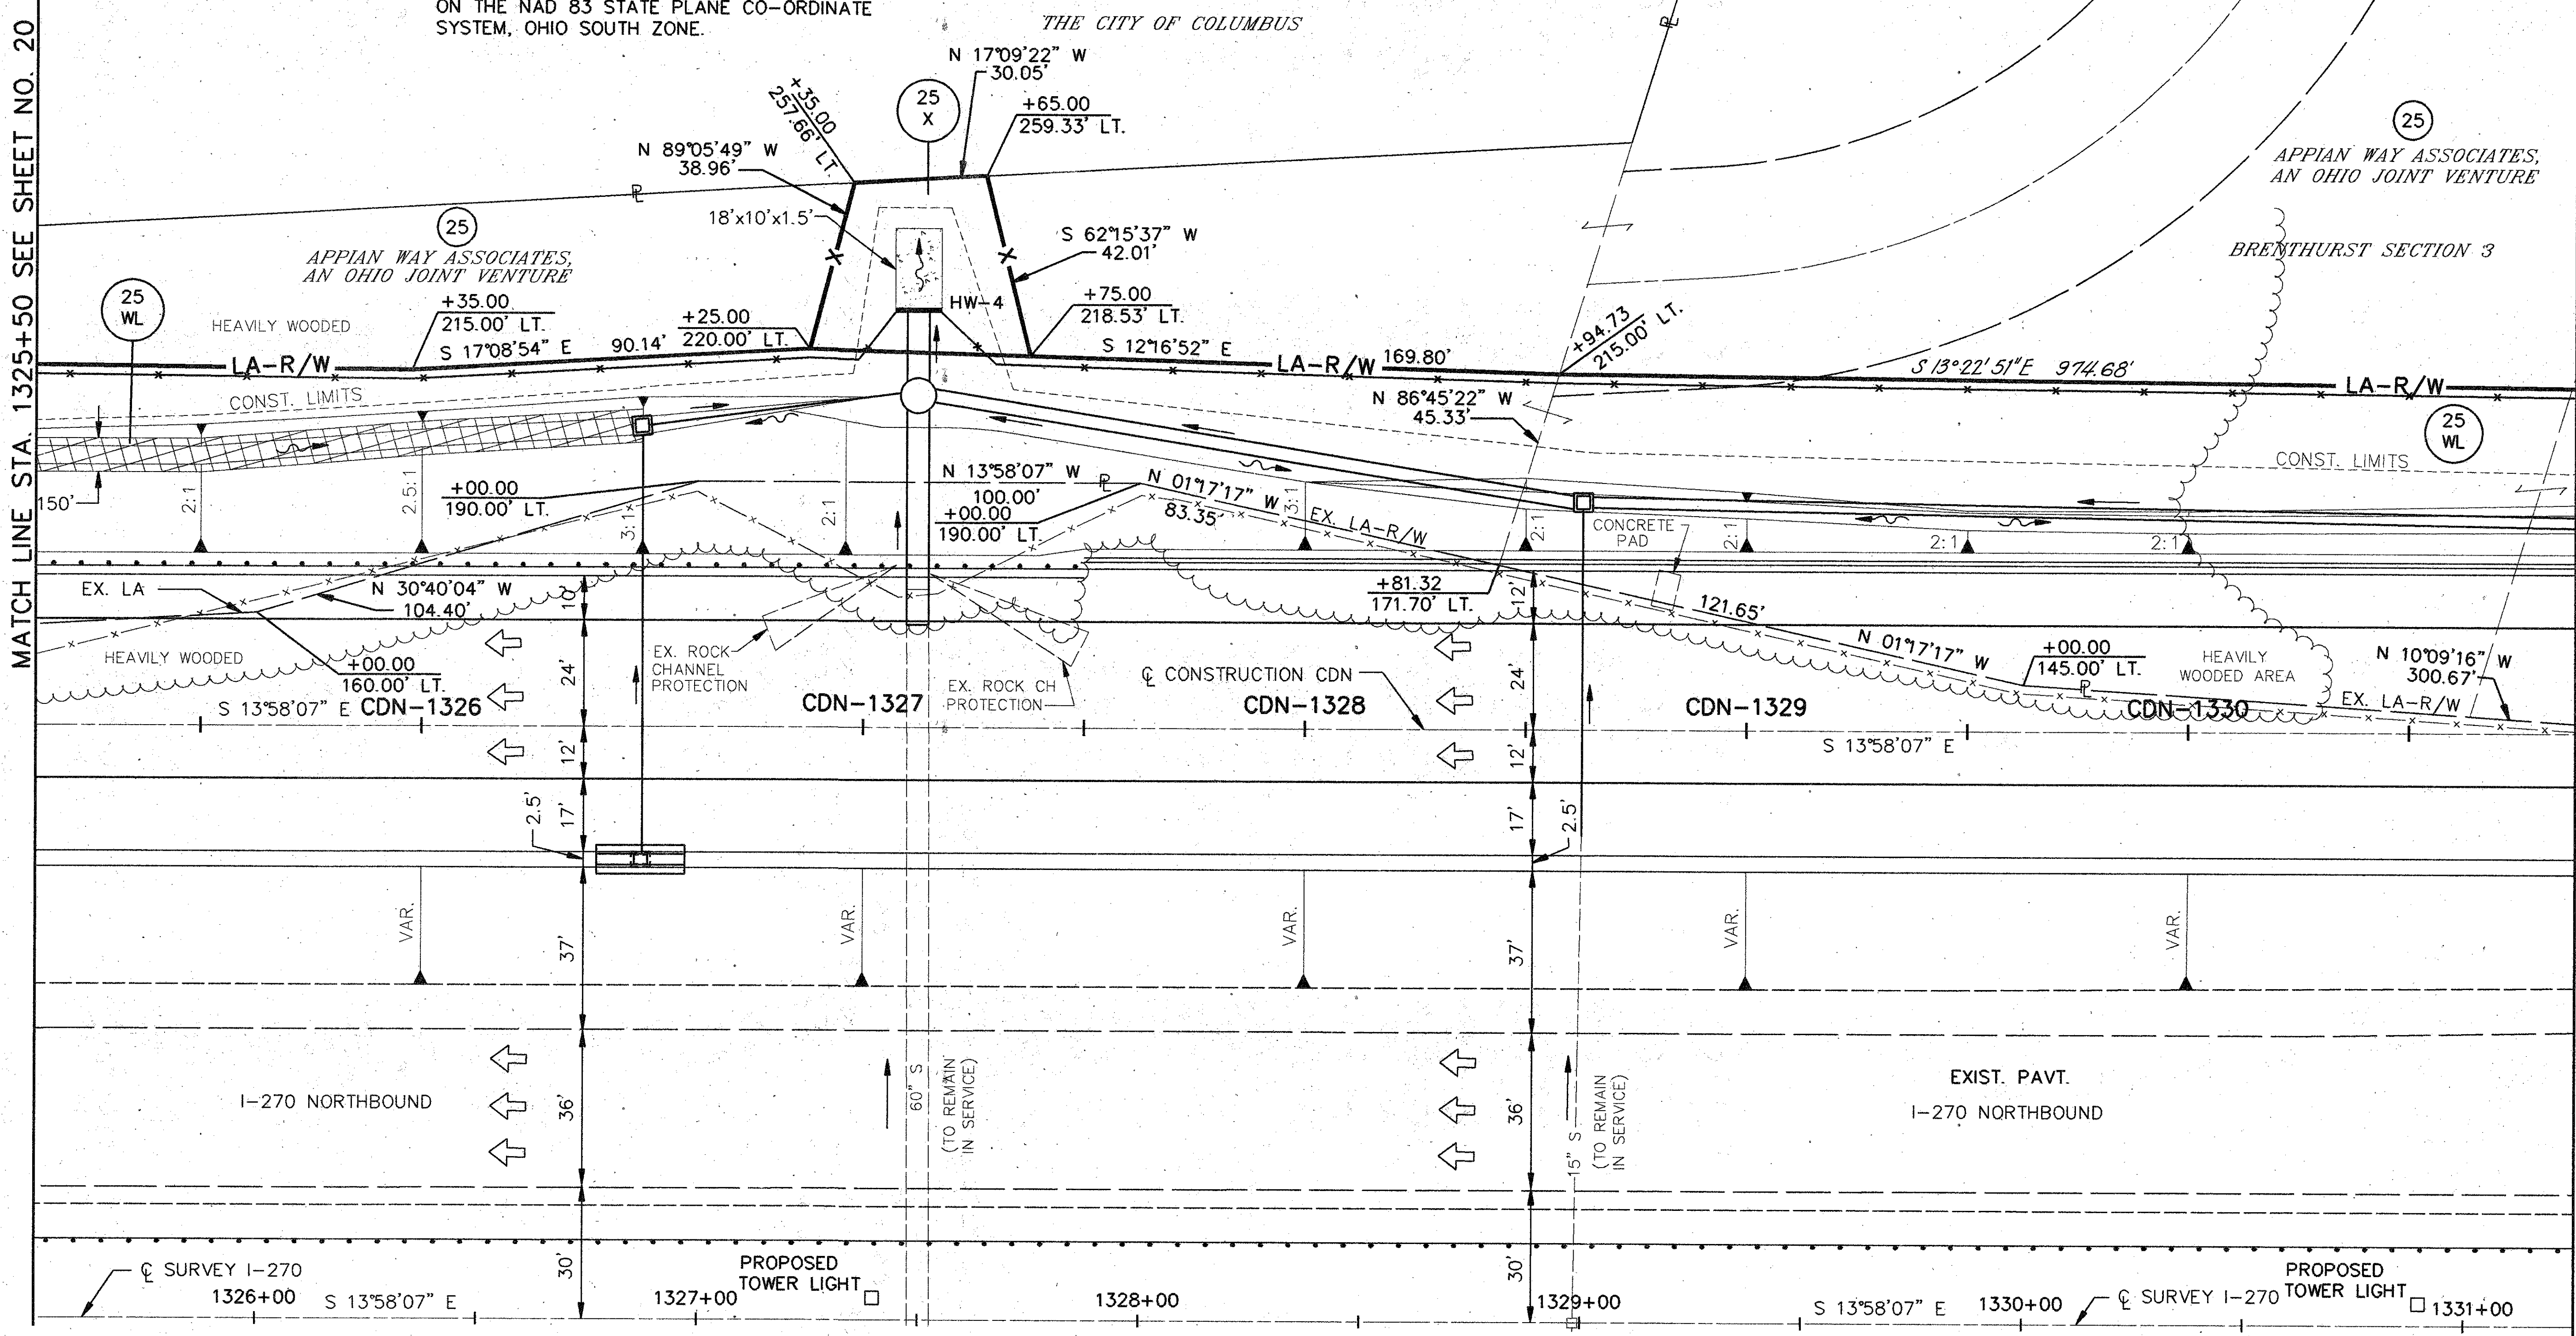 ON THE NAD 83 STATE PLANE CO-ORDINATE
SYSTEM, OHIO SOUTH ZONE.
THE CITY OF COLUMBUS
MATCH LINE STA. 1325+50 SEE SHEET NO. 20
N 17°09'22" W
30.05'
+35.00
257.66' LT.
25
X
+65.00
259.33' LT.
N 89°05'49" W
38.96'
18'x10'x1.5'
S 62°15'37" W
42.01'
25
APPIAN WAY ASSOCIATES,
AN OHIO JOINT VENTURE
25
APPIAN WAY ASSOCIATES,
AN OHIO JOINT VENTURE
BRENTHURST SECTION 3
25
WL
HEAVILY WOODED
+35.00
215.00' LT.
+25.00
220.00' LT.
HW-4
+75.00
218.53' LT.
+94.73
215.00' LT.
LA-R/W
S 17°08'54" E
90.14'
S 12°16'52" E
LA-R/W
169.80'
S 13°22'51"E 974.68'
LA-R/W
CONST. LIMITS
N 86°45'22" W
45.33'
25
WL
CONST. LIMITS
150'
2:1
2.5:1
3:1
2:1
3:1
2:1
2:1
2:1
2:1
+00.00
190.00' LT.
N 13°58'07" W
100.00'
+00.00
190.00' LT.
N 01°17'17" W
83.35'
EX. LA-R/W
CONCRETE
PAD
EX. LA
N 30°40'04" W
104.40'
10'
+81.32
171.70' LT.
12'
121.65'
N 01°17'17" W
+00.00
145.00' LT.
HEAVILY
WOODED AREA
N 10°09'16" W
300.67'
HEAVILY WOODED
+00.00
160.00' LT.
24'
EX. ROCK
CHANNEL
PROTECTION
EX. ROCK CH
PROTECTION
℄ CONSTRUCTION CDN
24'
EX. LA-R/W
S 13°58'07" E
CDN-1326
CDN-1327
CDN-1328
CDN-1329
CDN-1330
12'
12'
S 13°58'07" E
2.5'
17'
17'
2.5'
VAR.
37'
VAR.
VAR.
37'
VAR.
VAR.
I-270 NORTHBOUND
36'
60" S
(TO REMAIN
IN SERVICE)
36'
15" S
(TO REMAIN
IN SERVICE)
EXIST. PAVT.
I-270 NORTHBOUND
30'
30'
℄ SURVEY I-270
PROPOSED
TOWER LIGHT
PROPOSED
TOWER LIGHT
1326+00
S 13°58'07" E
1327+00
1328+00
1329+00
S 13°58'07" E
1330+00
℄ SURVEY I-270
1331+00